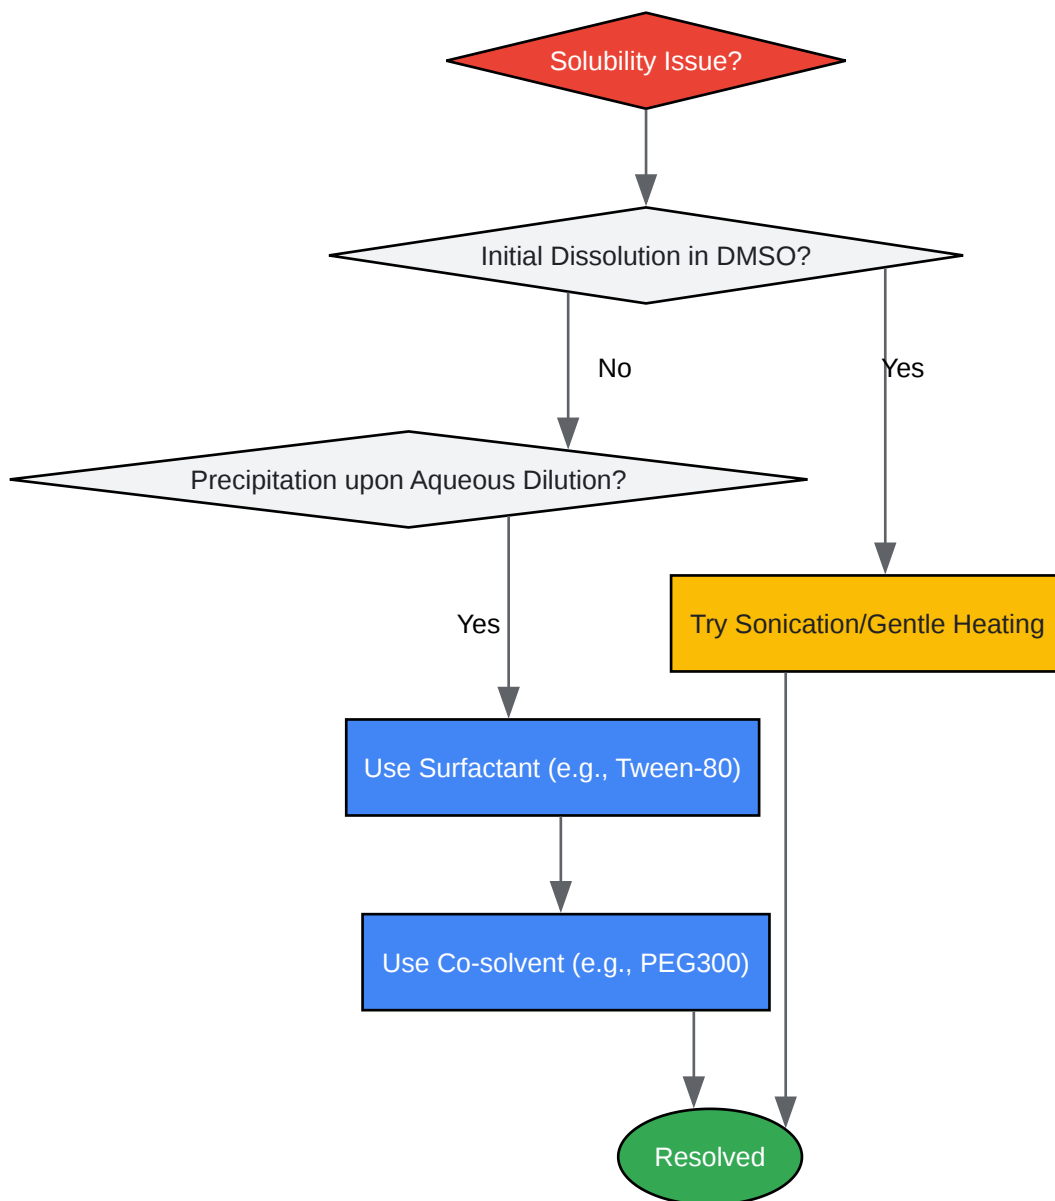 Solubility Issue?
Initial Dissolution in DMSO?
No
Yes
Precipitation upon Aqueous Dilution?
Yes
Try Sonication/Gentle Heating
Use Surfactant (e.g., Tween-80)
Use Co-solvent (e.g., PEG300)
Resolved